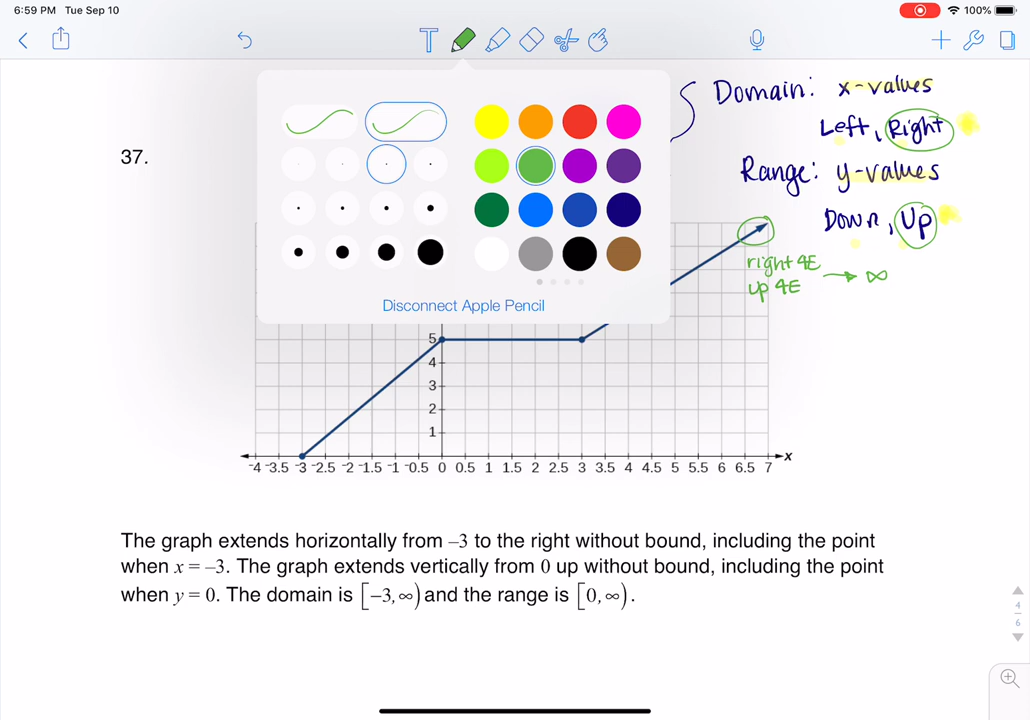 6:59 PM Tue Sep 10
100%
T
Domain: x-values
Left, Right
37.
Range: y-values
Down, Up
right 4E
up 4E → ∞
Disconnect Apple Pencil
5
4
3
2
1
-4 -3.5 -3 -2.5 -2 -1.5 -1 -0.5 0 0.5 1 1.5 2 2.5 3 3.5 4 4.5 5 5.5 6 6.5 7 x
The graph extends horizontally from –3 to the right without bound, including the point
when x = –3. The graph extends vertically from 0 up without bound, including the point
when y = 0. The domain is [−3, ∞) and the range is [0, ∞).
4
6